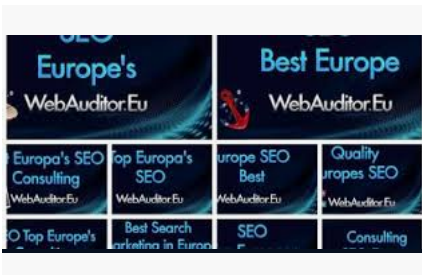 SEO
Europe's
WebAuditor.Eu
Best Europe
WebAuditor.Eu
Europa's SEO
Consulting
WebAuditor.Eu
Top Europa's
SEO
WebAuditor.Eu
urope SEO
Best
WebAuditor.Eu
Quality
uropes SEO
WebAuditor.Eu
O Top Europe's
Best Search
arketing in Europ
SEO
Consulting